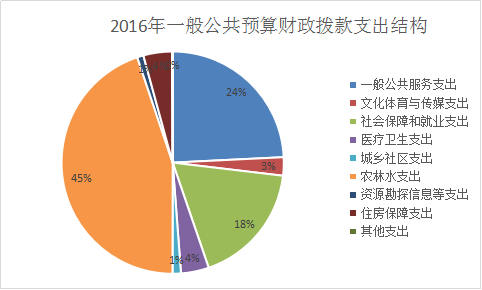 2016年一般公共预算财政拨款支出结构
24%
3%
18%
4%
1%
45%
一般公共服务支出
文化体育与传媒支出
社会保障和就业支出
医疗卫生支出
城乡社区支出
农林水支出
资源勘探信息等支出
住房保障支出
其他支出